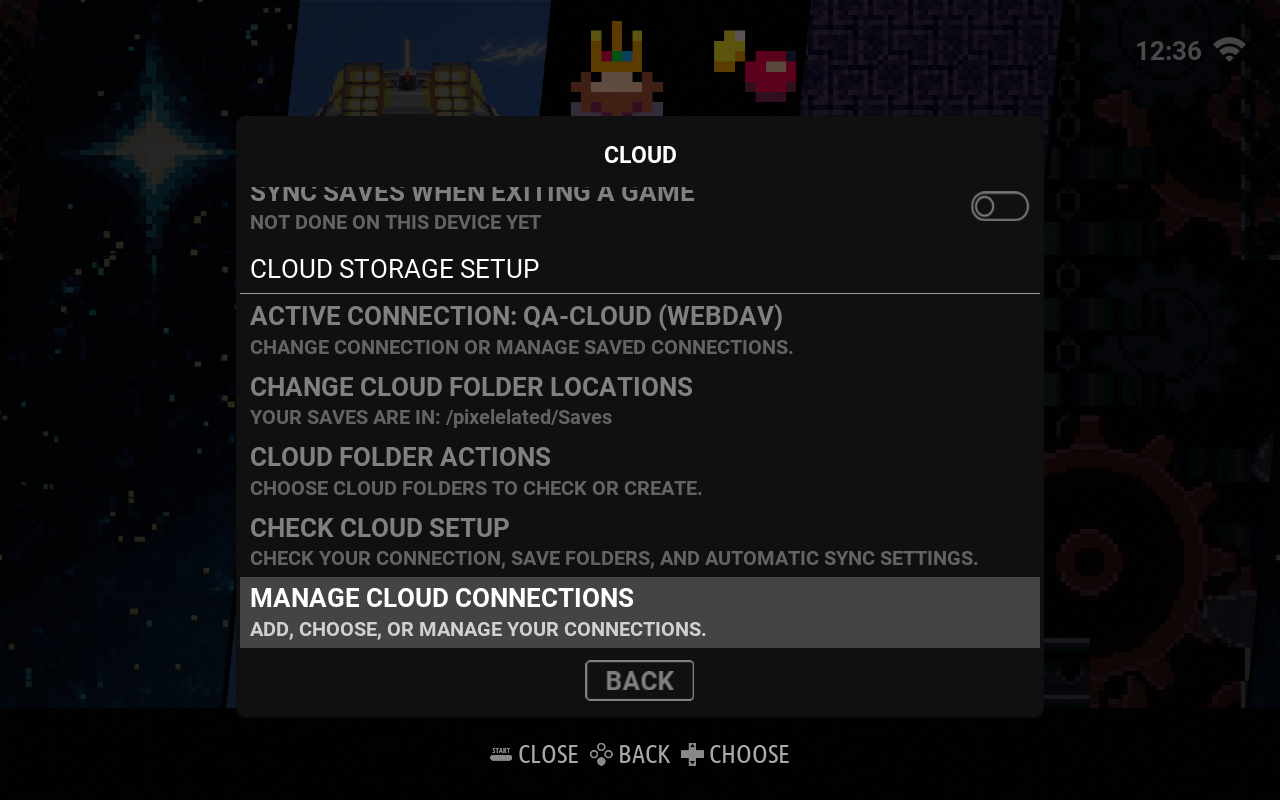 12:36
CLOUD
SYNC SAVES WHEN EXITING A GAME
NOT DONE ON THIS DEVICE YET
CLOUD STORAGE SETUP
ACTIVE CONNECTION: QA-CLOUD (WEBDAV)
CHANGE CONNECTION OR MANAGE SAVED CONNECTIONS.
CHANGE CLOUD FOLDER LOCATIONS
YOUR SAVES ARE IN: /pixelelated/Saves
CLOUD FOLDER ACTIONS
CHOOSE CLOUD FOLDERS TO CHECK OR CREATE.
CHECK CLOUD SETUP
CHECK YOUR CONNECTION, SAVE FOLDERS, AND AUTOMATIC SYNC SETTINGS.
MANAGE CLOUD CONNECTIONS
ADD, CHOOSE, OR MANAGE YOUR CONNECTIONS.
BACK
START CLOSE BACK CHOOSE